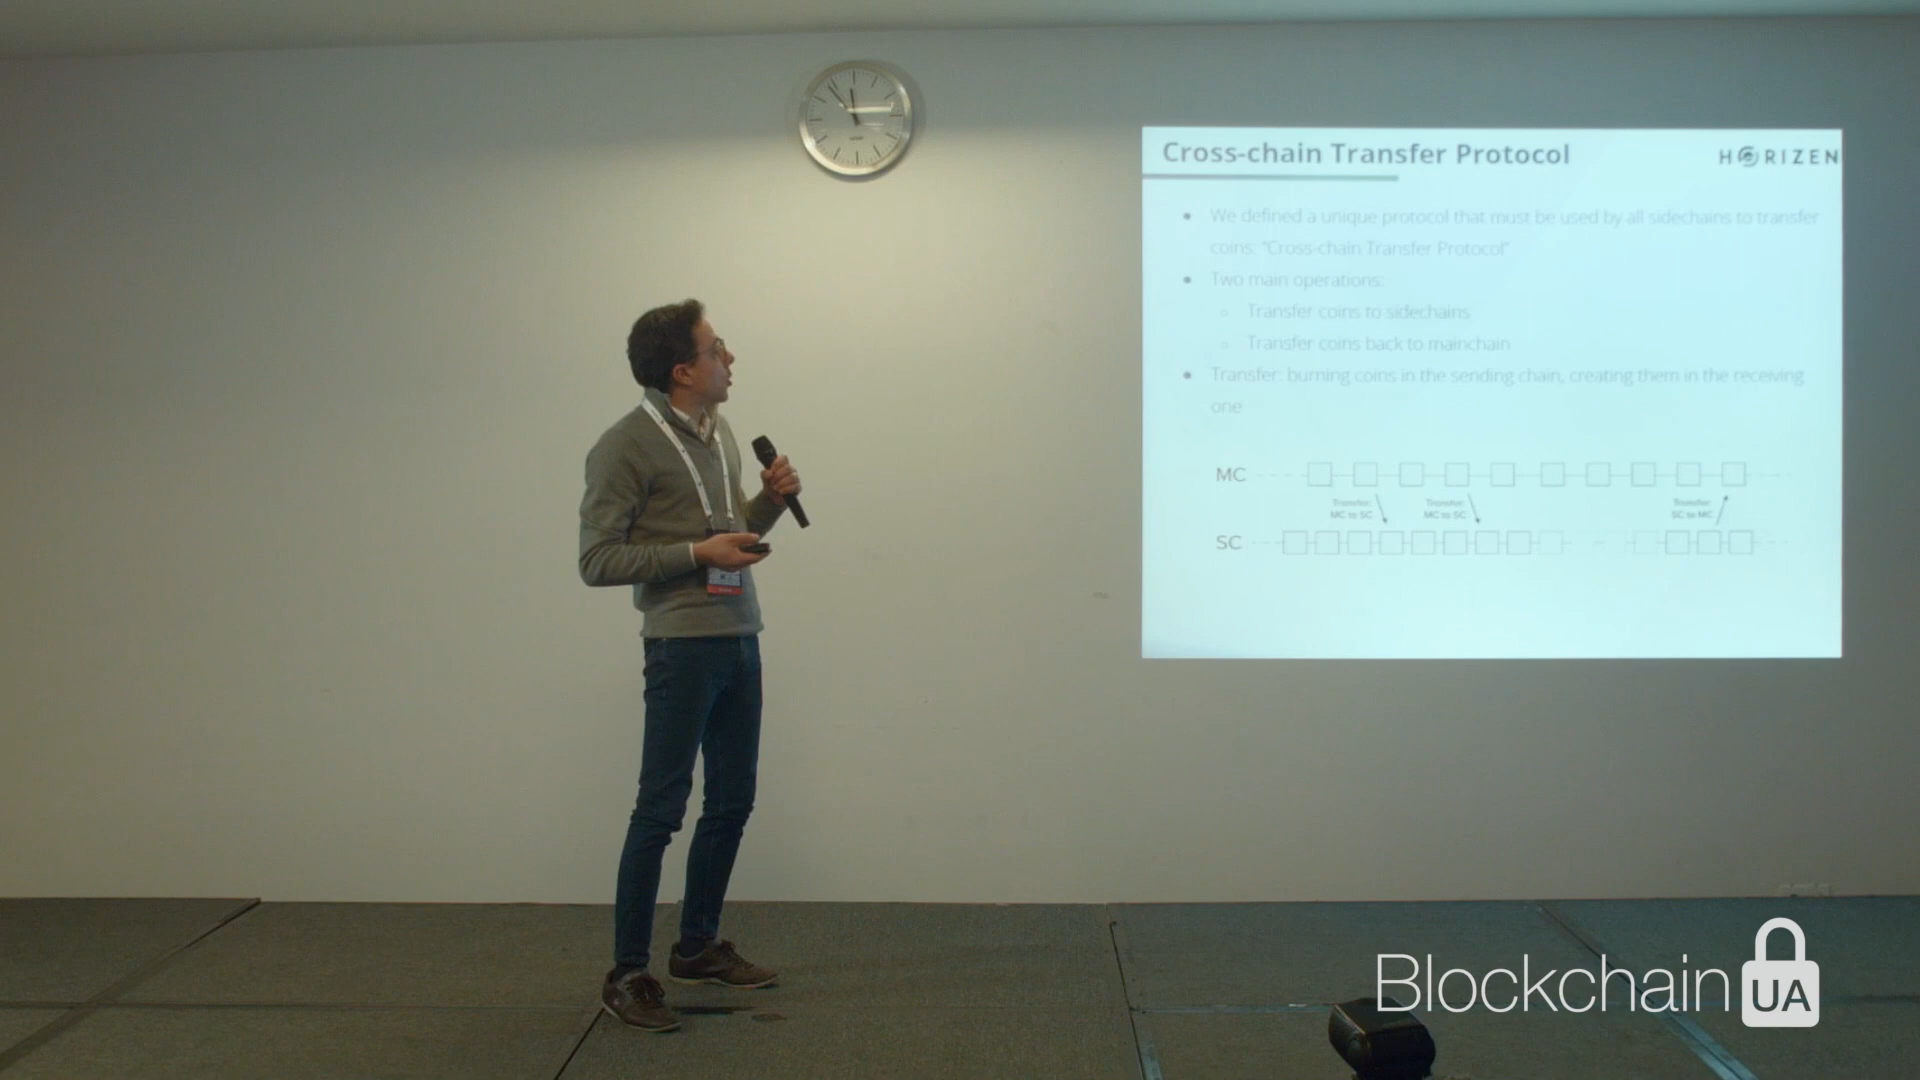 Cross-chain Transfer Protocol
HORIZEN
• We defined a unique protocol that must be used by all sidechains to transfer
coins: "Cross-chain Transfer Protocol"
• Two main operations:
○ Transfer coins to sidechains
○ Transfer coins back to mainchain
• Transfer: burning coins in the sending chain, creating them in the receiving
one
MC
Transfer: Transfer: Transfer:
MC to SC MC to SC SC to MC
SC
Blockchain UA